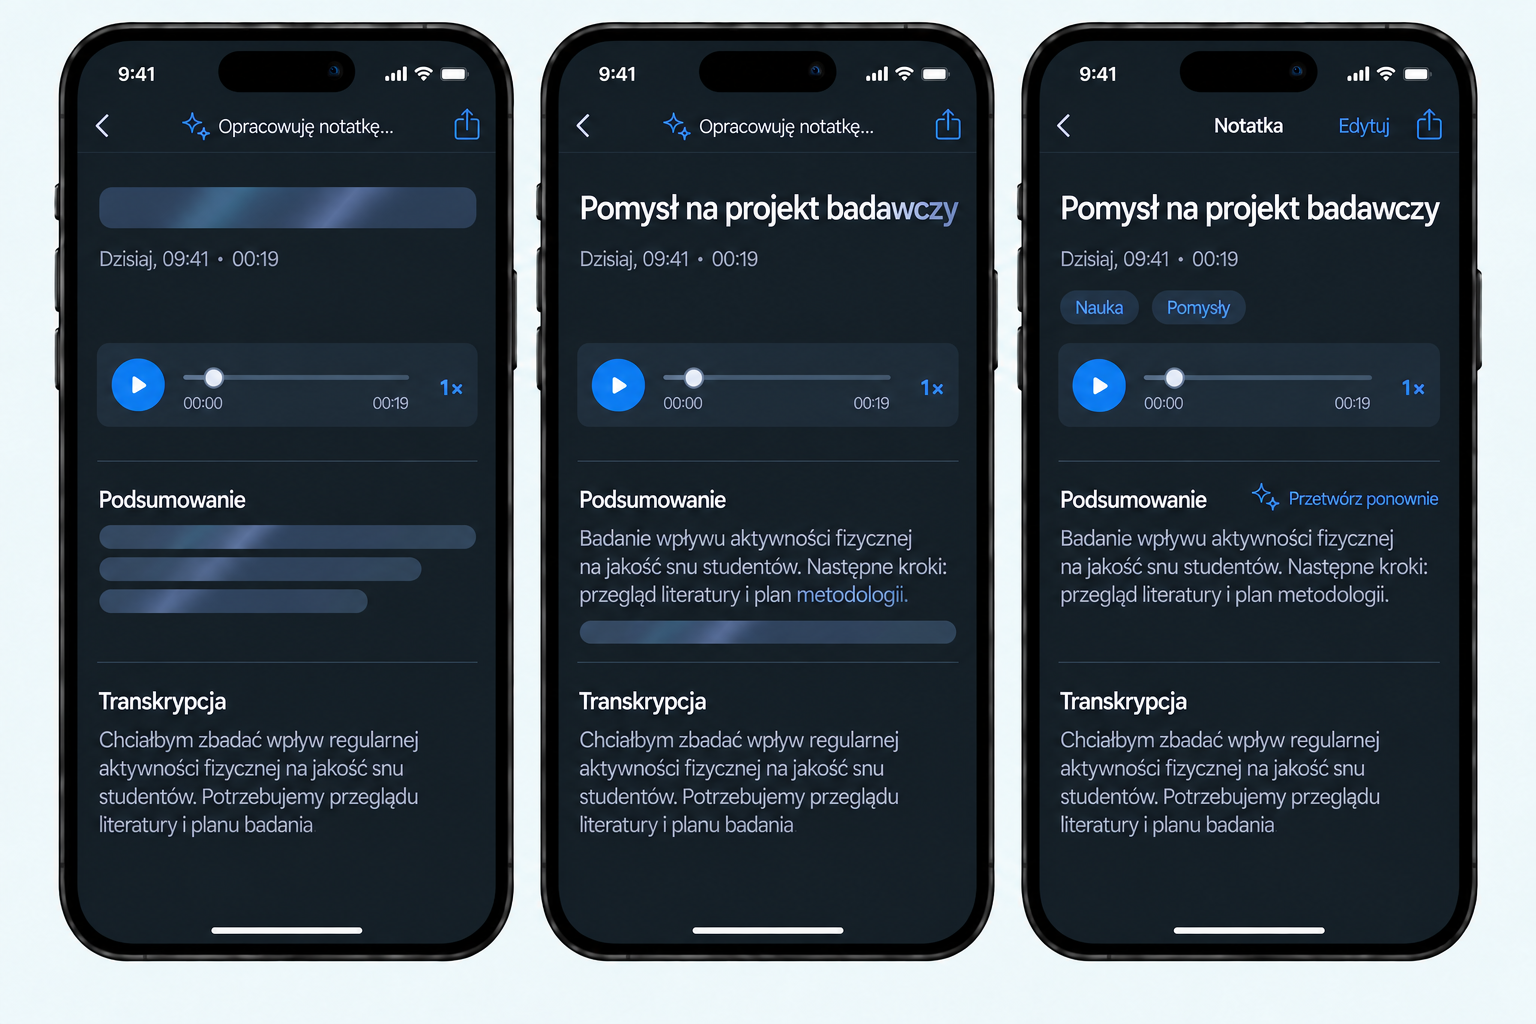 9:41
Opracowuję notatkę...
Dzisiaj, 09:41 • 00:19
00:00
00:19
1×
Podsumowanie
Transkrypcja
Chciałbym zbadać wpływ regularnej
aktywności fizycznej na jakość snu
studentów. Potrzebujemy przeglądu
literatury i planu badania
9:41
Opracowuję notatkę...
Pomysł na projekt badawczy
Dzisiaj, 09:41 • 00:19
00:00
00:19
1×
Podsumowanie
Badanie wpływu aktywności fizycznej
na jakość snu studentów. Następne kroki:
przegląd literatury i plan metodologii.
Transkrypcja
Chciałbym zbadać wpływ regularnej
aktywności fizycznej na jakość snu
studentów. Potrzebujemy przeglądu
literatury i planu badania
9:41
Notatka
Edytuj
Pomysł na projekt badawczy
Dzisiaj, 09:41 • 00:19
Nauka
Pomysły
00:00
00:19
1×
Podsumowanie
Przetwórz ponownie
Badanie wpływu aktywności fizycznej
na jakość snu studentów. Następne kroki:
przegląd literatury i plan metodologii.
Transkrypcja
Chciałbym zbadać wpływ regularnej
aktywności fizycznej na jakość snu
studentów. Potrzebujemy przeglądu
literatury i planu badania